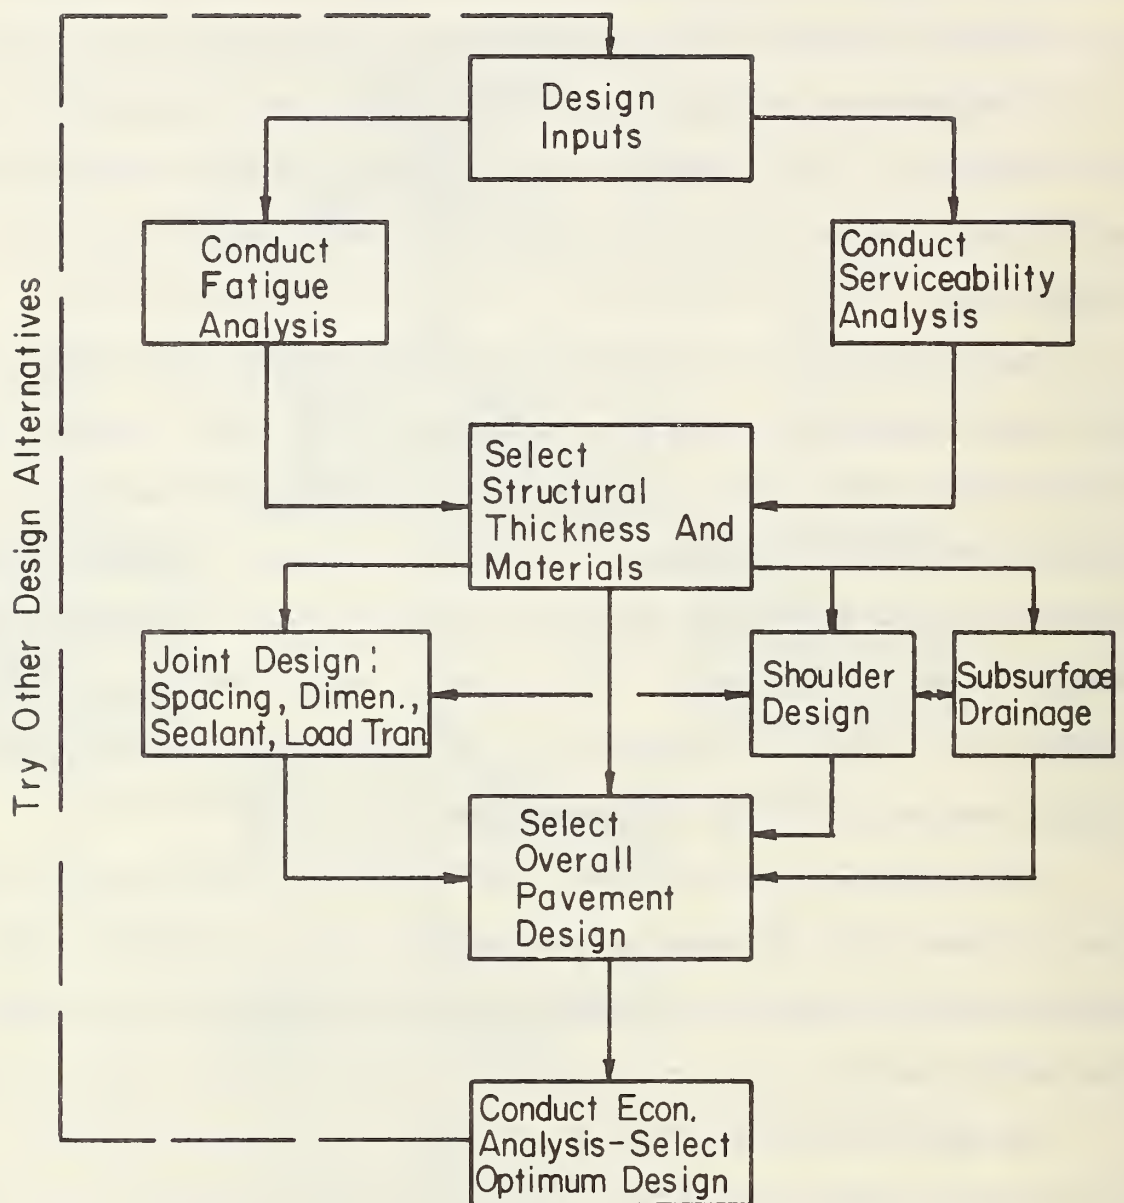 Design
Inputs
Conduct
Fatigue
Analysis
Conduct
Serviceability
Analysis
Try Other Design Alternatives
Select
Structural
Thickness And
Materials
Joint Design:
Spacing, Dimen.,
Sealant, Load Tran
Shoulder
Design
Subsurface
Drainage
Select
Overall
Pavement
Design
Conduct Econ.
Analysis-Select
Optimum Design